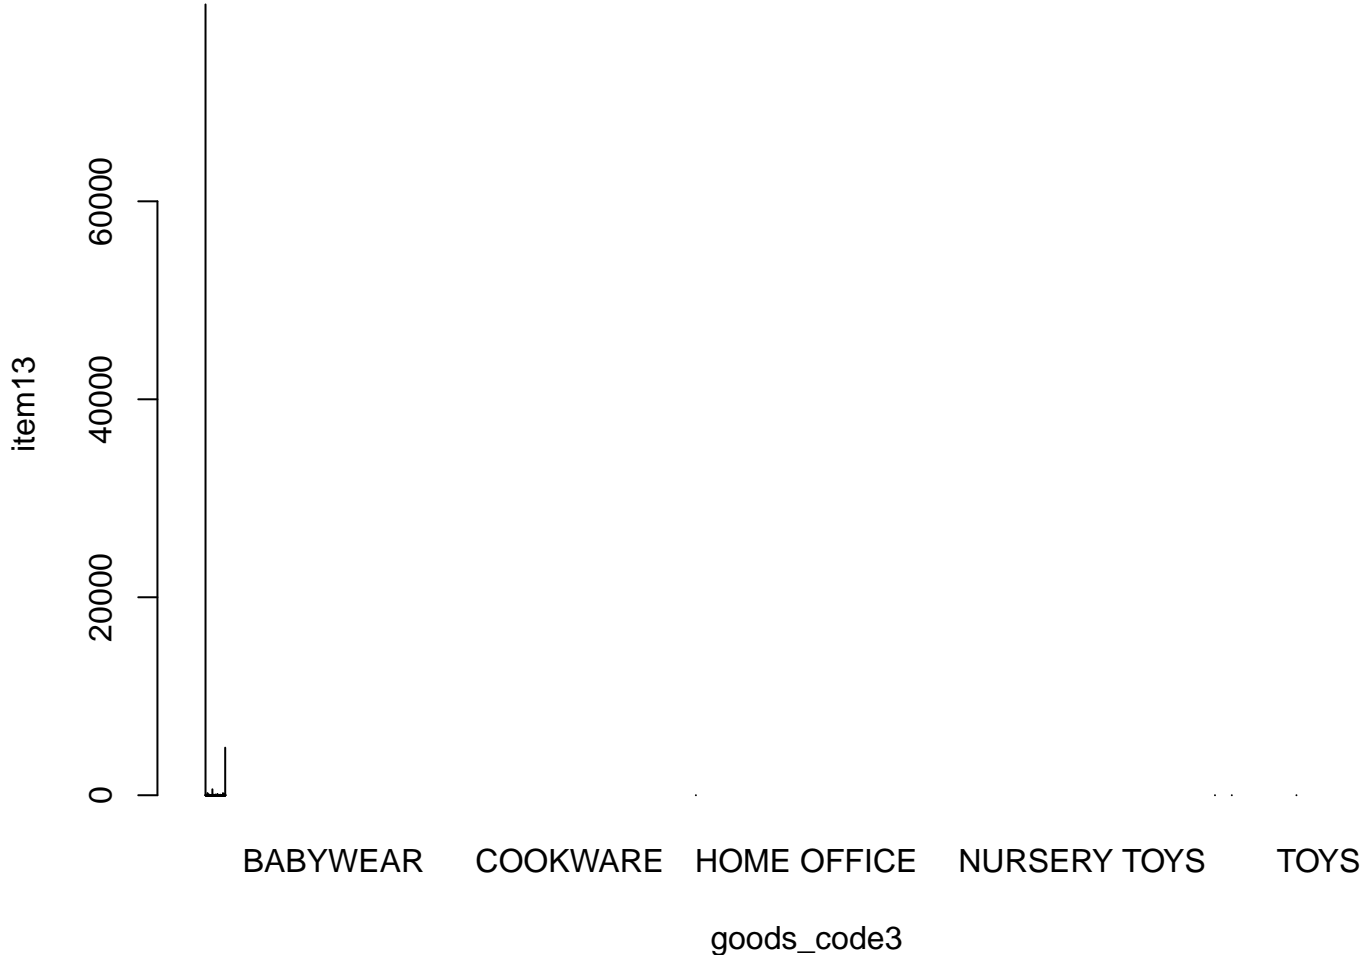 60000
40000
20000
0
item13
BABYWEAR COOKWARE HOME OFFICE NURSERY TOYS TOYS
goods_code3